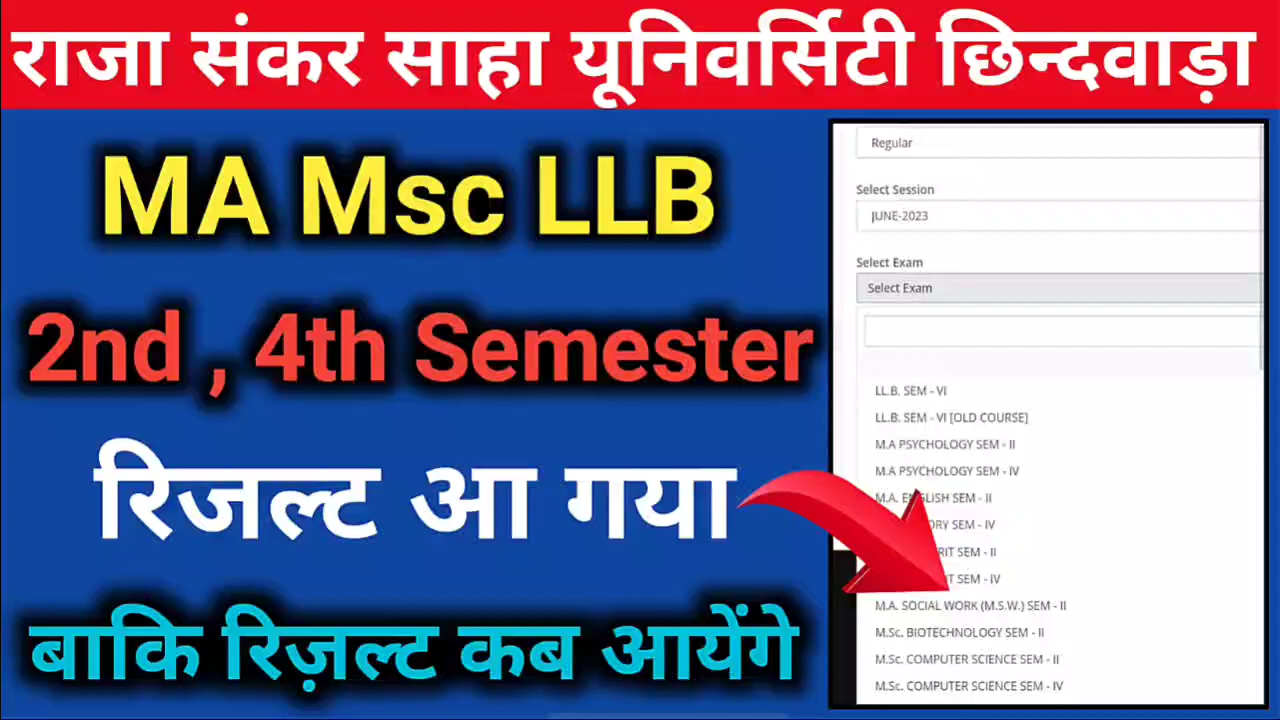 राजा संकर साहा यूनिवर्सिटी छिन्दवाड़ा
MA Msc LLB
2nd , 4th Semester
रिजल्ट आ गया
बाकि रिज़ल्ट कब आयेंगे
Regular
Select Session
JUNE-2023
Select Exam
Select Exam
LL.B. SEM - VI
LL.B. SEM - VI [OLD COURSE]
M.A PSYCHOLOGY SEM - II
M.A PSYCHOLOGY SEM - IV
M.A. SEM - II
SEM - IV
SEM - II
SEM - IV
M.A. SOCIAL WORK (M.S.W.) SEM - II
M.Sc. BIOTECHNOLOGY SEM - II
M.Sc. COMPUTER SCIENCE SEM - II
M.Sc. COMPUTER SCIENCE SEM - IV